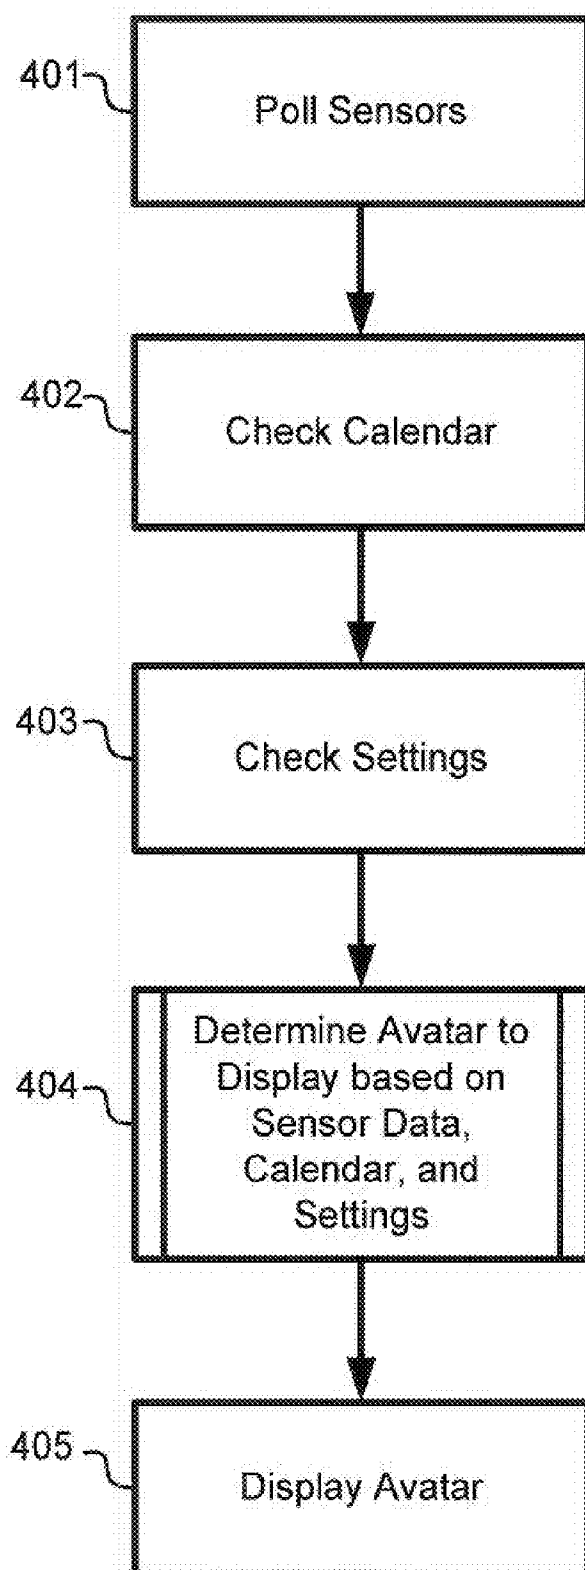 401
Poll Sensors
402
Check Calendar
403
Check Settings
404
Determine Avatar to
Display based on
Sensor Data,
Calendar, and
Settings
405
Display Avatar